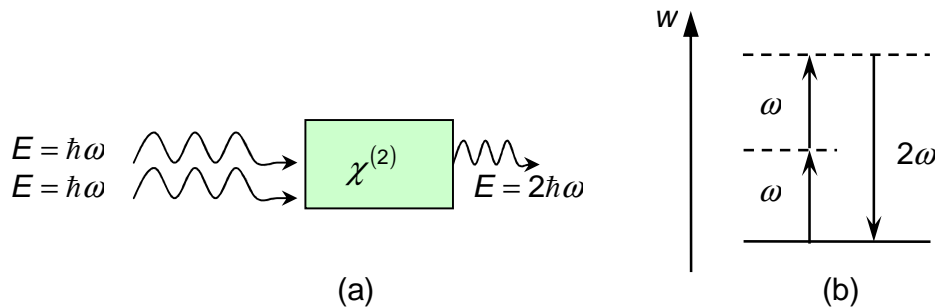 E = ħω
E = ħω
χ(2)
E = 2ħω
(a)
w
ω
ω
2ω
(b)